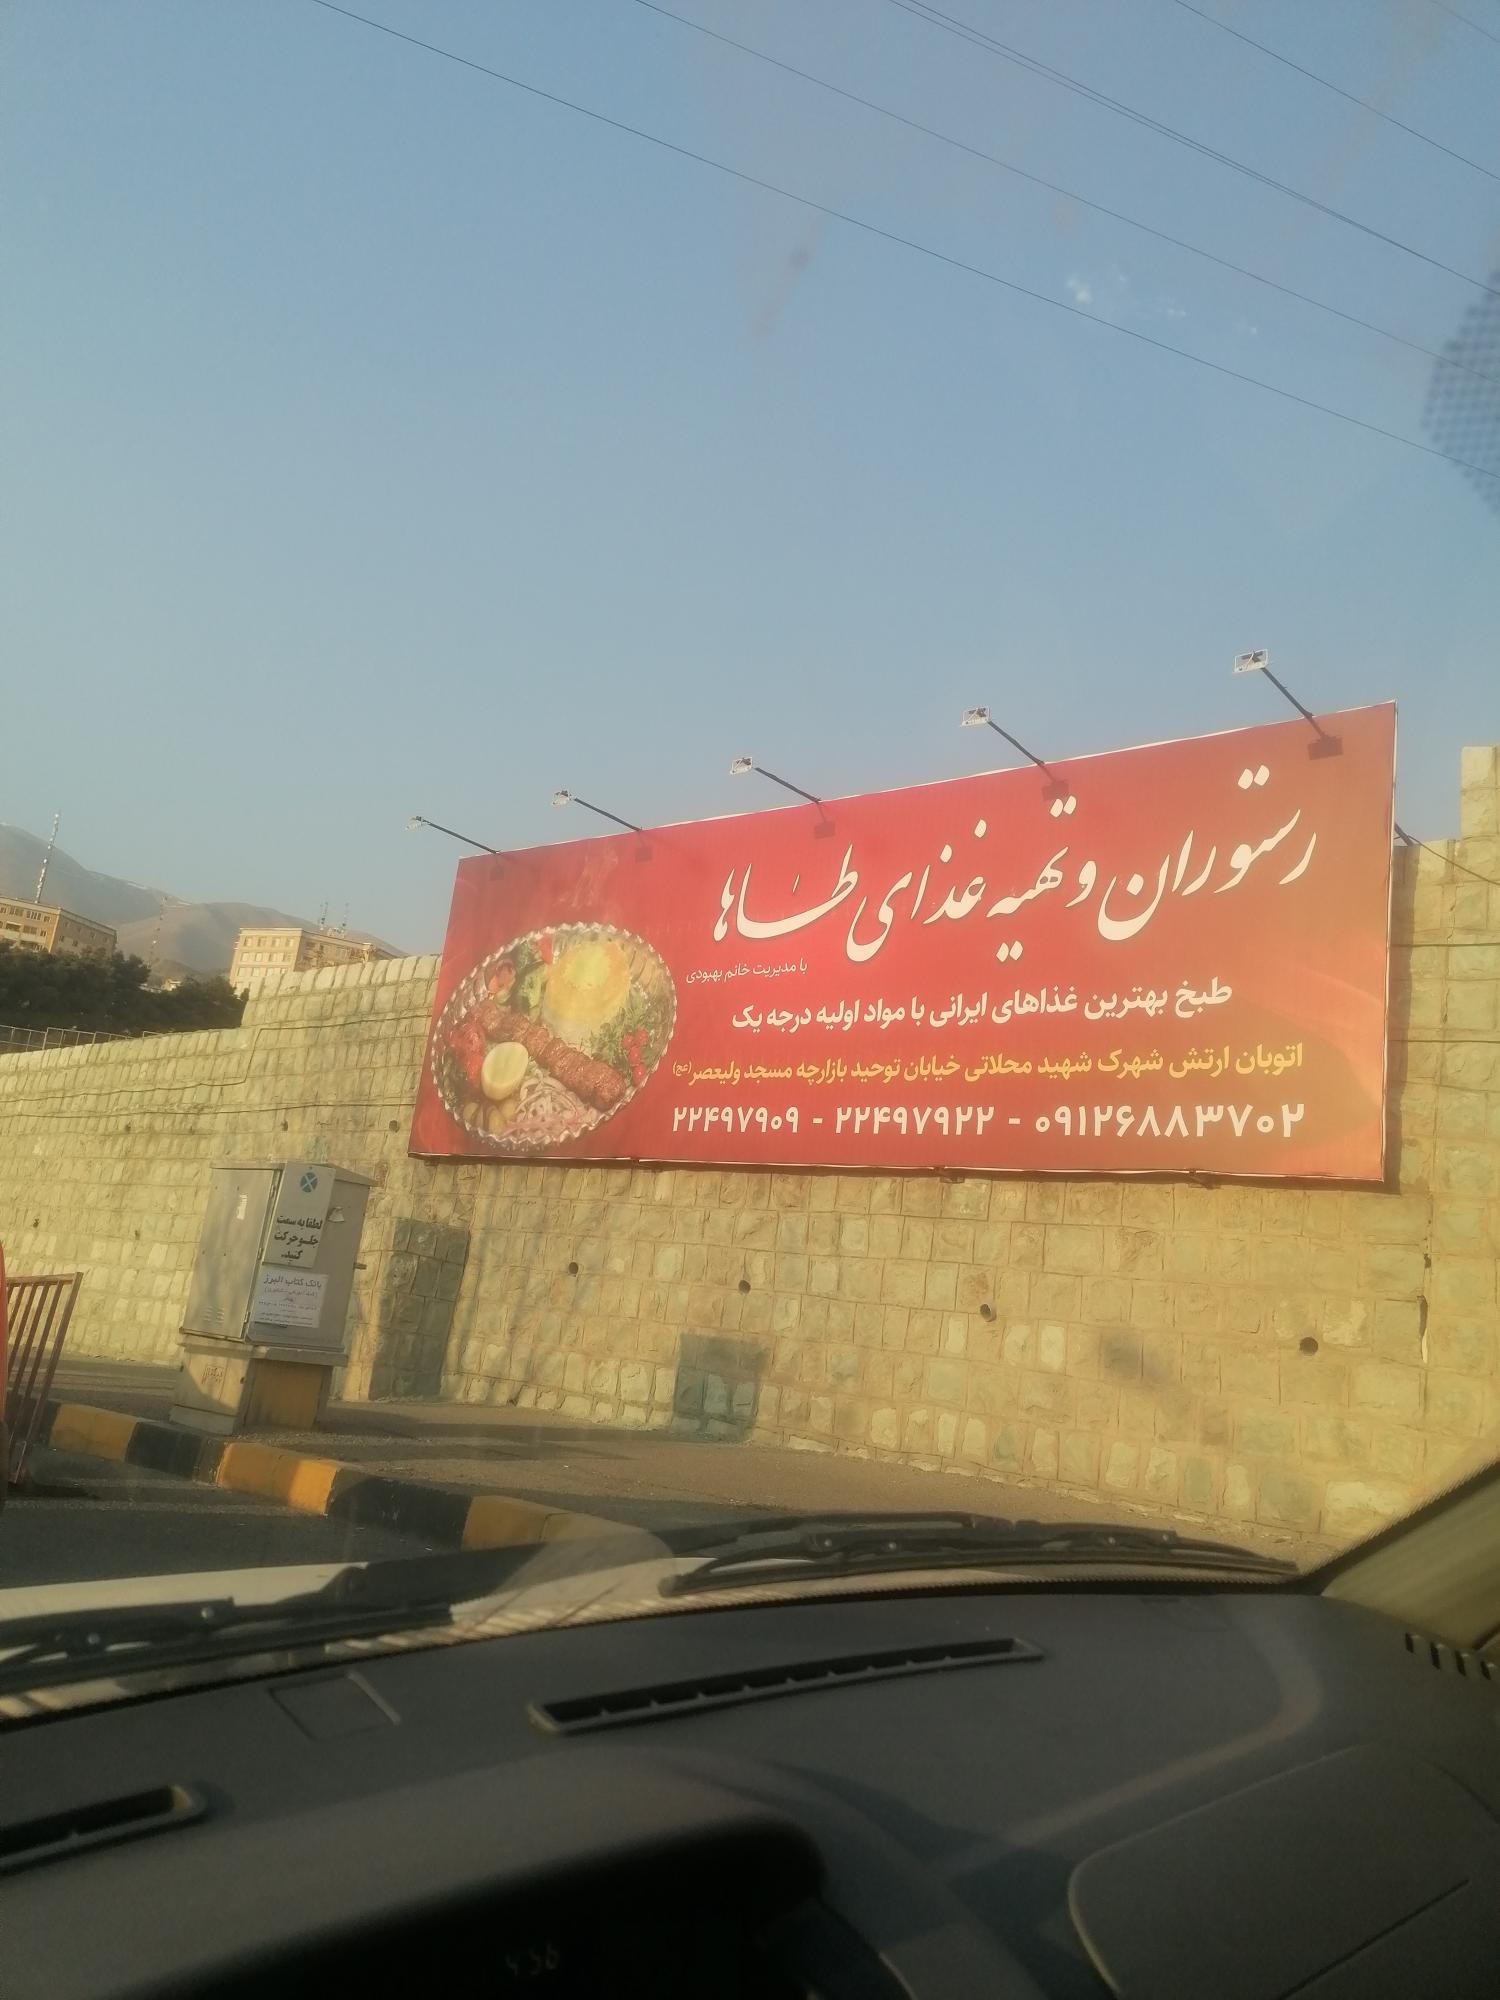 رستوران و تهیه غذای طاها
با مدیریت خانم بهبودی
طبخ بهترین غذاهای ایرانی با مواد اولیه درجه یک
اتوبان ارتش شهرک شهید محلاتی خیابان توحید بازارچه مسجد ولیعصر(عج)
۰۹۱۲۶۸۸۳۷۰۲ - ۲۲۴۹۷۹۲۲ - ۲۲۴۹۷۹۰۹
لطفا به سمت
جلو حرکت
کنید.
بانک کتاب البرز
4:56